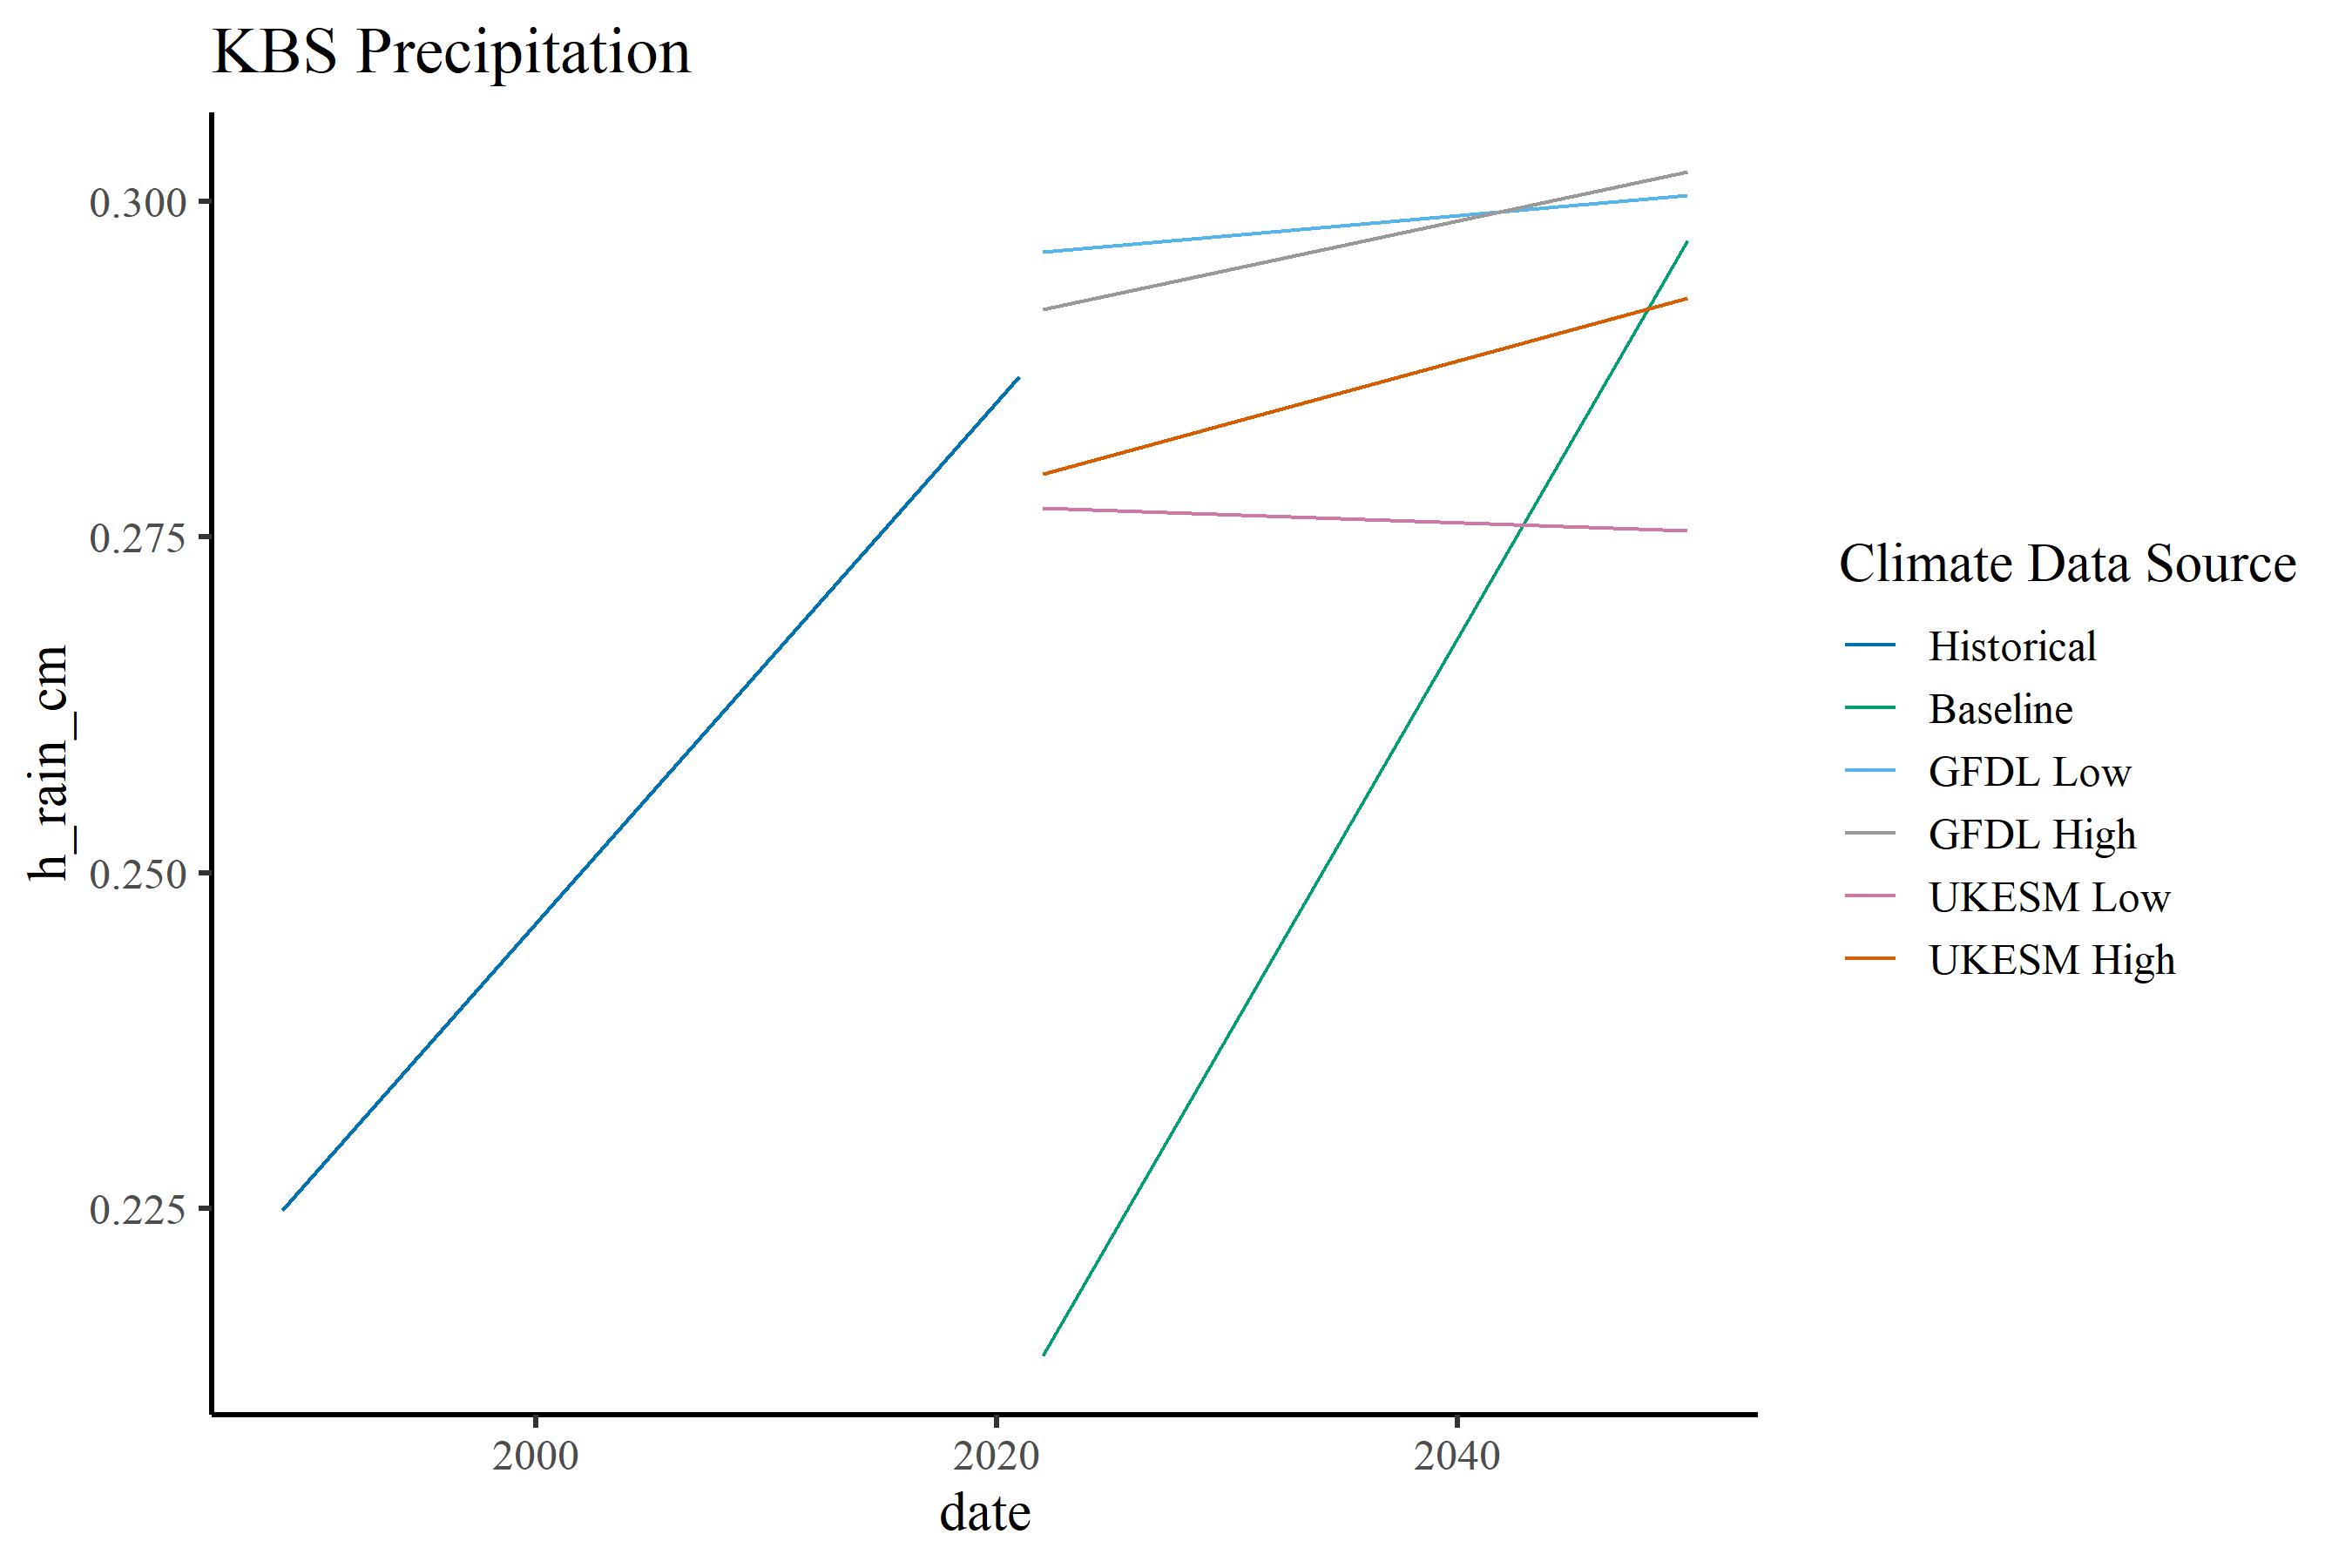 KBS Precipitation
h_rain_cm
0.300
0.275
0.250
0.225
2000
2020
2040
date
Climate Data Source
Historical
Baseline
GFDL Low
GFDL High
UKESM Low
UKESM High